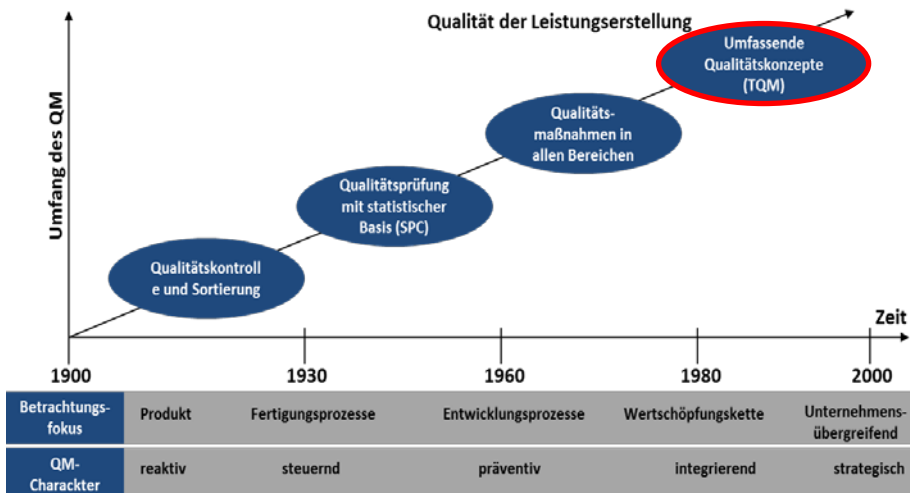 Umfang des QM
Qualität der Leistungserstellung
Umfassende
Qualitätskonzepte
(TQM)
Qualitäts-
maßnahmen in
allen Bereichen
Qualitätsprüfung
mit statistischer
Basis (SPC)
Qualitätskontroll
e und Sortierung
Zeit
1900 1930 1960 1980 2000
Betrachtungs-
fokus
Produkt
Fertigungsprozesse
Entwicklungsprozesse
Wertschöpfungskette
Unternehmens-
übergreifend
QM-
Charackter
reaktiv
steuernd
präventiv
integrierend
strategisch